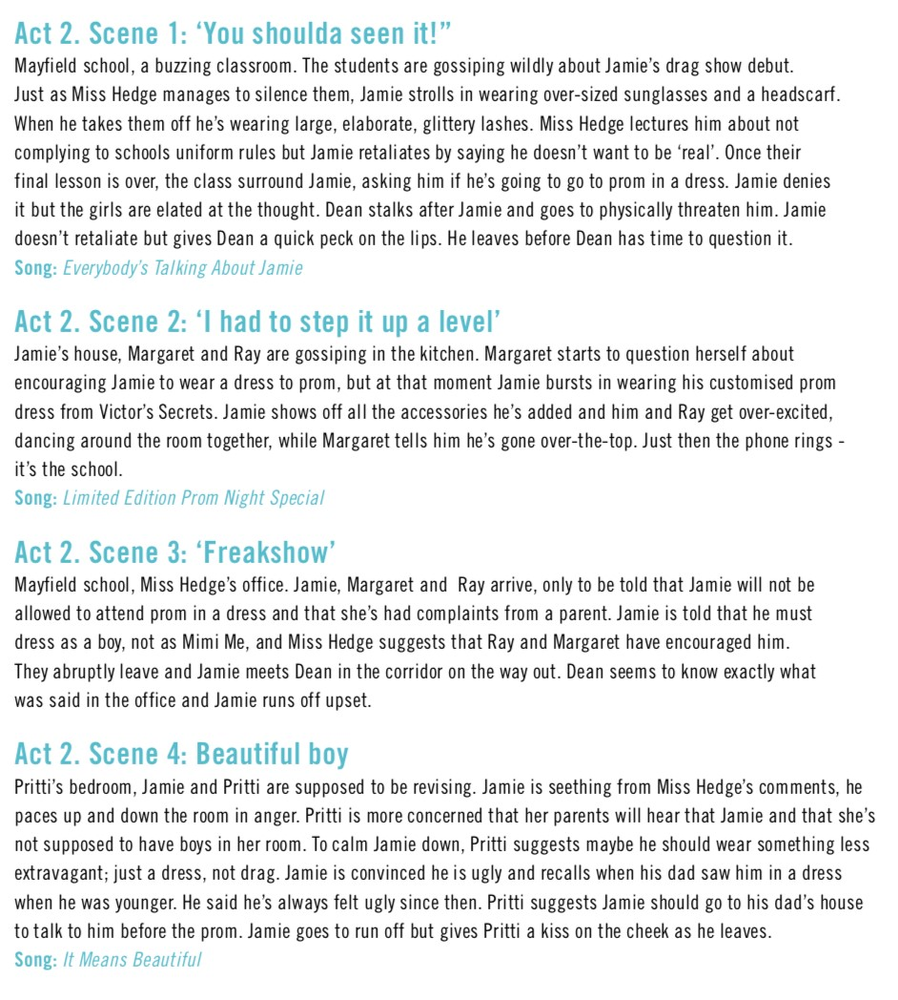 Act 2. Scene 1: ‘You shoulda seen it!”
Mayfield school, a buzzing classroom. The students are gossiping wildly about Jamie’s drag show debut.
Just as Miss Hedge manages to silence them, Jamie strolls in wearing over-sized sunglasses and a headscarf.
When he takes them off he’s wearing large, elaborate, glittery lashes. Miss Hedge lectures him about not
complying to schools uniform rules but Jamie retaliates by saying he doesn’t want to be ‘real’. Once their
final lesson is over, the class surround Jamie, asking him if he’s going to go to prom in a dress. Jamie denies
it but the girls are elated at the thought. Dean stalks after Jamie and goes to physically threaten him. Jamie
doesn’t retaliate but gives Dean a quick peck on the lips. He leaves before Dean has time to question it.
Song: Everybody’s Talking About Jamie
Act 2. Scene 2: ‘I had to step it up a level’
Jamie’s house, Margaret and Ray are gossiping in the kitchen. Margaret starts to question herself about
encouraging Jamie to wear a dress to prom, but at that moment Jamie bursts in wearing his customised prom
dress from Victor’s Secrets. Jamie shows off all the accessories he’s added and him and Ray get over-excited,
dancing around the room together, while Margaret tells him he’s gone over-the-top. Just then the phone rings -
it’s the school.
Song: Limited Edition Prom Night Special
Act 2. Scene 3: ‘Freakshow’
Mayfield school, Miss Hedge’s office. Jamie, Margaret and  Ray arrive, only to be told that Jamie will not be
allowed to attend prom in a dress and that she’s had complaints from a parent. Jamie is told that he must
dress as a boy, not as Mimi Me, and Miss Hedge suggests that Ray and Margaret have encouraged him.
They abruptly leave and Jamie meets Dean in the corridor on the way out. Dean seems to know exactly what
was said in the office and Jamie runs off upset.
Act 2. Scene 4: Beautiful boy
Pritti’s bedroom, Jamie and Pritti are supposed to be revising. Jamie is seething from Miss Hedge’s comments, he
paces up and down the room in anger. Pritti is more concerned that her parents will hear that Jamie and that she’s
not supposed to have boys in her room. To calm Jamie down, Pritti suggests maybe he should wear something less
extravagant; just a dress, not drag. Jamie is convinced he is ugly and recalls when his dad saw him in a dress
when he was younger. He said he’s always felt ugly since then. Pritti suggests Jamie should go to his dad’s house
to talk to him before the prom. Jamie goes to run off but gives Pritti a kiss on the cheek as he leaves.
Song: It Means Beautiful